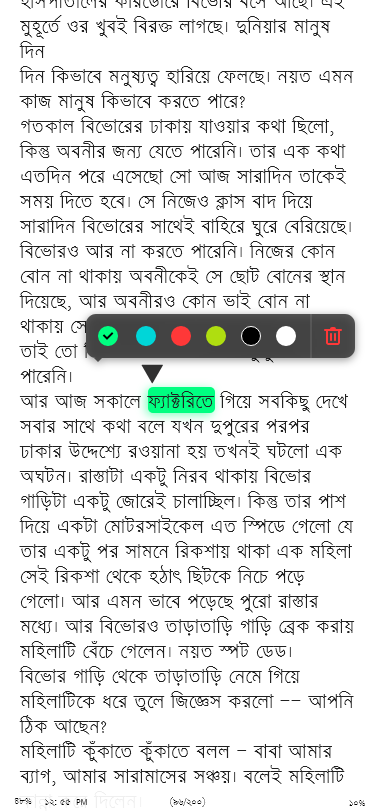 হাসপাতালের কারিডোরে বিভোর বসে আছে। এই
মুহূর্তে ওর খুবই বিরক্ত লাগছে। দুনিয়ার মানুষ
দিন
দিন কিভাবে মনুষ্যত্ব হারিয়ে ফেলছে। নয়ত এমন
কাজ মানুষ কিভাবে করতে পারে?
গতকাল বিভোরের ঢাকায় যাওয়ার কথা ছিলো,
কিন্তু অবনীর জন্য যেতে পারেনি। তার এক কথা
এতদিন পরে এসেছো সো আজ সারাদিন তাকেই
সময় দিতে হবে। সে নিজেও ক্লাস বাদ দিয়ে
সারাদিন বিভোরের সাথেই বাহিরে ঘুরে বেরিয়েছে।
বিভোরও আর না করতে পারেনি। নিজের কোন
বোন না থাকায় অবনীকেই সে ছোট বোনের স্থান
দিয়েছে, আর অবনীরও কোন ভাই বোন না
থাকায় সে
তাই তো
পারেনি।
আর আজ সকালে ফ্যাক্টরিতে গিয়ে সবকিছু দেখে
সবার সাথে কথা বলে যখন দুপুরের পরপর
ঢাকার উদ্দেশ্যে রওয়ানা হয় তখনই ঘটলো এক
অঘটন। রাস্তাটা একটু নিরব থাকায় বিভোর
গাড়িটা একটু জোরেই চালাচ্ছিল। কিন্তু তার পাশ
দিয়ে একটা মোটরসাইকেল এত স্পিডে গেলো যে
তার একটু পর সামনে রিকশায় থাকা এক মহিলা
সেই রিকশা থেকে হঠাৎ ছিটকে নিচে পড়ে
গেলো। আর এমন ভাবে পড়েছে পুরো রাস্তার
মধ্যে। আর বিভোরও তাড়াতাড়ি গাড়ি ব্রেক করায়
মহিলাটি বেঁচে গেলেন। নয়ত স্পট ডেড।
বিভোর গাড়ি থেকে তাড়াতাড়ি নেমে গিয়ে
মহিলাটিকে ধরে তুলে জিজ্ঞেস করলো -- আপনি
ঠিক আছেন?
মহিলাটি কুঁকাতে কুঁকাতে বলল - বাবা আমার
ব্যাগ, আমার সারামাসের সঞ্চয়। বলেই মহিলাটি
৪৮% ১২:৫৫ PM (৯৬/২০০) ১০%